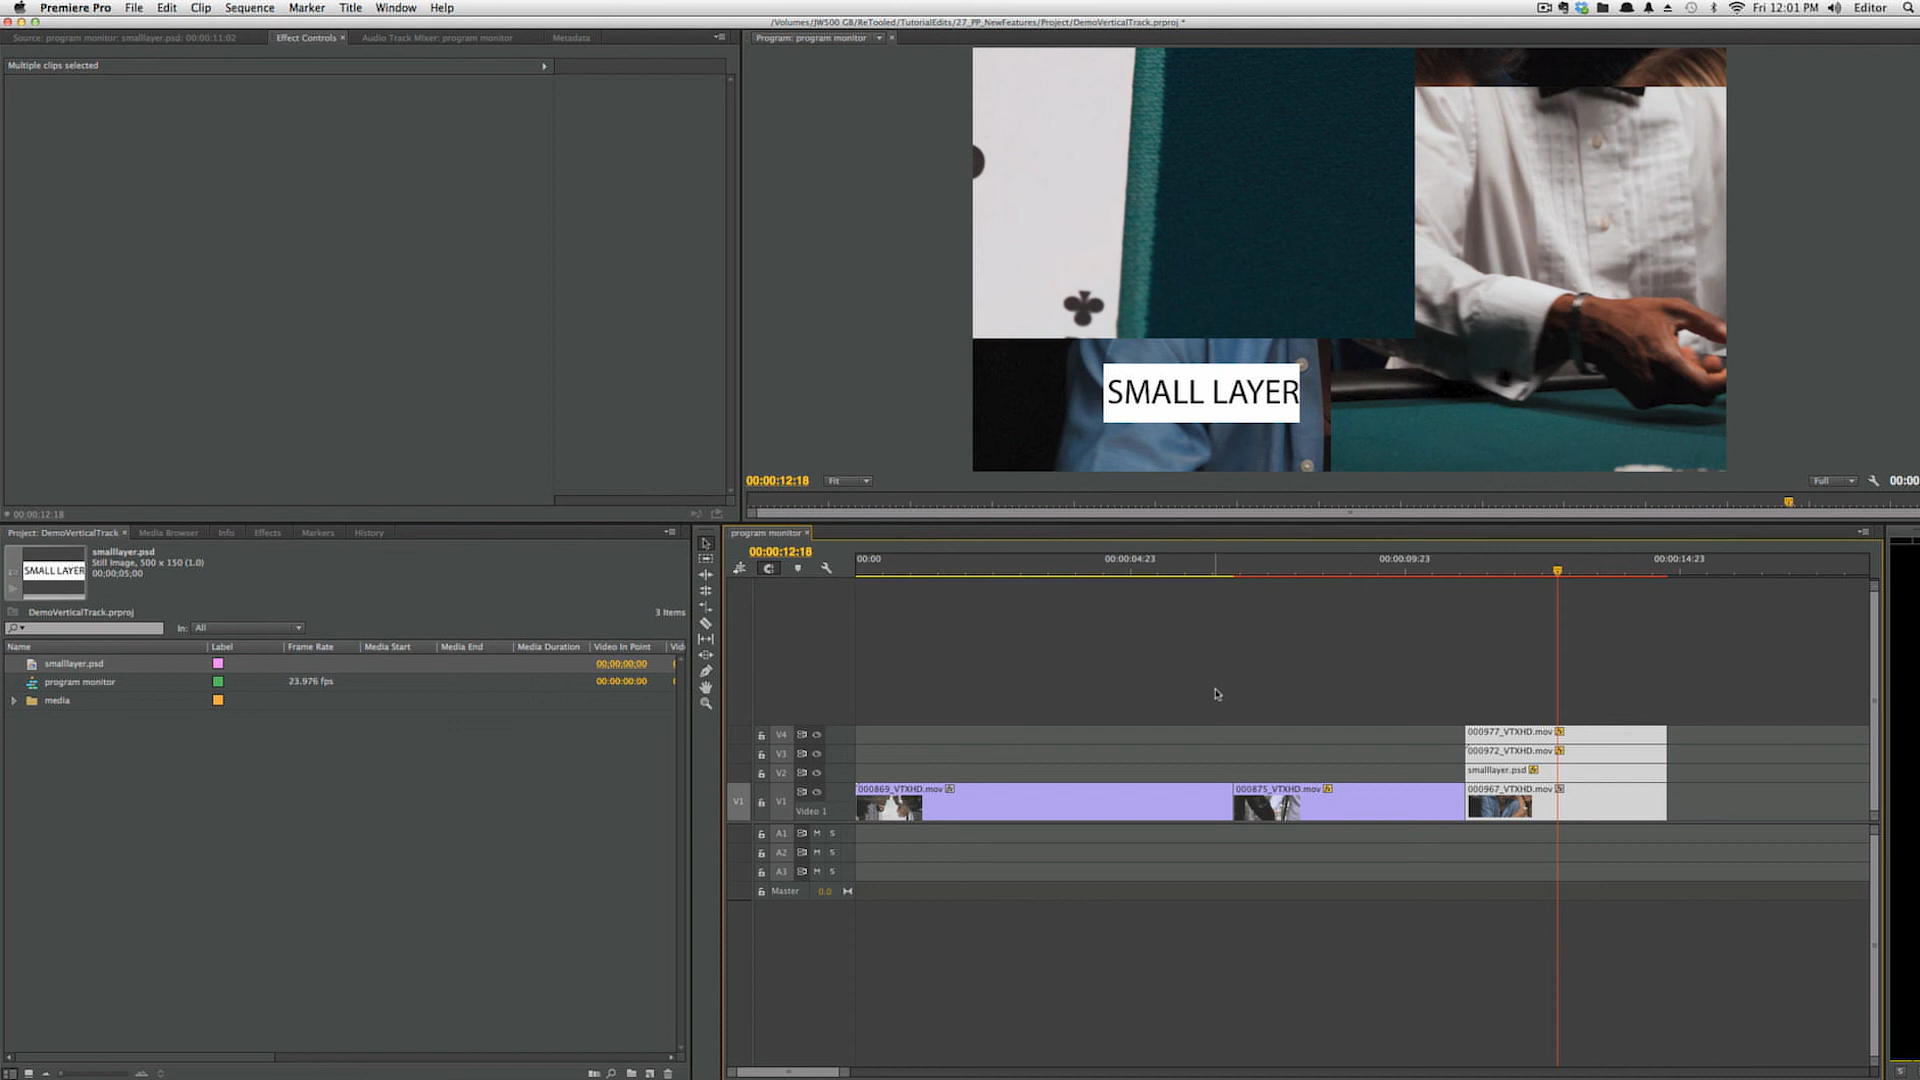 Premiere Pro File Edit Clip Sequence Marker Title Window Help
Fri 12:01 PM Editor
/Volumes/JW500 GB/ReTooled/TutorialEdits/27_PP_NewFeatures/Project/DemoVerticalTrack.prproj *
Source: program monitor: smalllayer.psd: 00:00:11:02 Effect Controls × Audio Track Mixer: program monitor Metadata
Program: program monitor ×
Multiple clips selected
SMALL LAYER
00:00:12:18 Fit Full 00:00
00:00:12:18
Project: DemoVerticalTrack × Media Browser Info Effects Markers History
smalllayer.psd
Still Image, 500 x 150 (1.0)
00;00;05;00
SMALL LAYER
DemoVerticalTrack.prproj 3 Items
In: All
Name Label Frame Rate Media Start Media End Media Duration Video In Point Vid
smalllayer.psd 00;00;00;00
program monitor 23.976 fps 00:00:00:00
media
program monitor ×
00:00:12:18
00:00 00:00:04:23 00:00:09:23 00:00:14:23
V4 000977_VTXHD.mov fx
V3 000972_VTXHD.mov fx
V2 smalllayer.psd fx
V1 V1 000869_VTXHD.mov fx 000875_VTXHD.mov fx 000967_VTXHD.mov fx
Video 1
A1 M S
A2 M S
A3 M S
Master 0.0
S